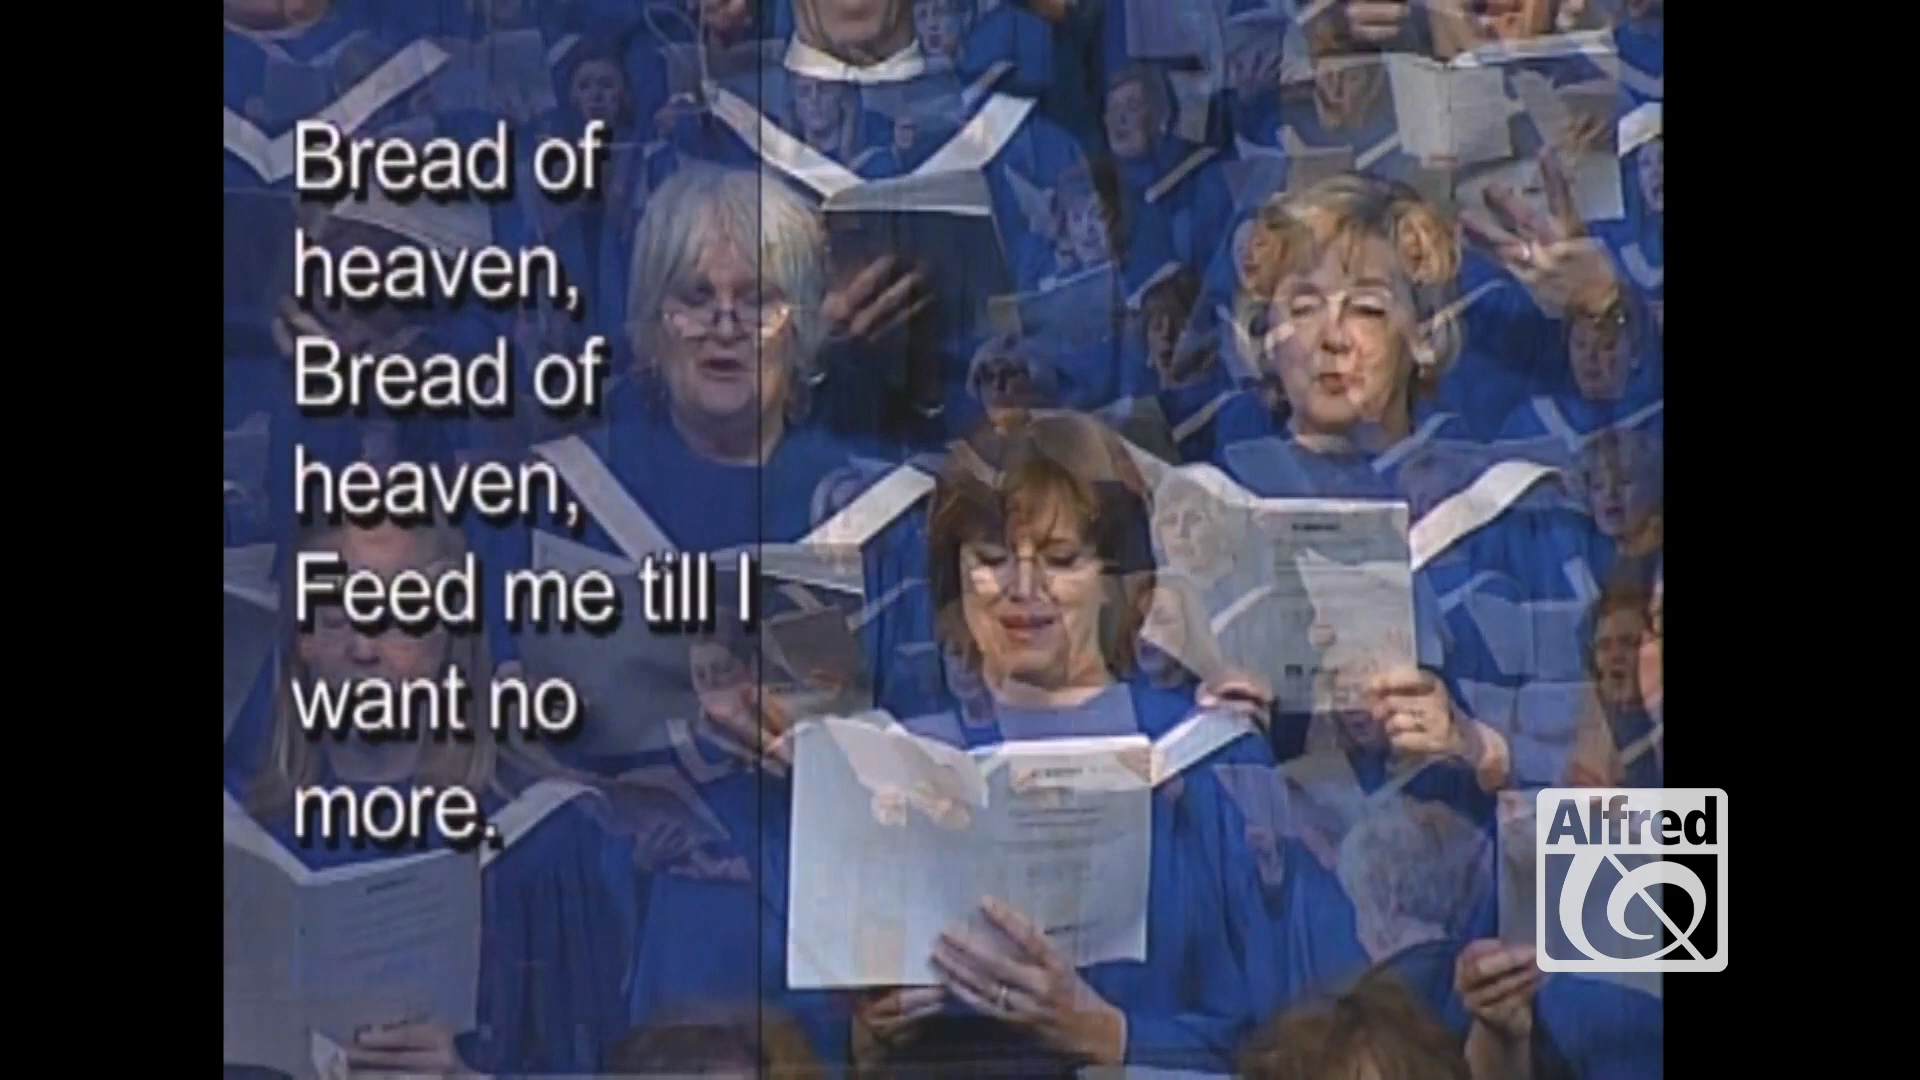 Bread of
heaven,
Bread of
heaven,
Feed me till I
want no
more.
Alfred